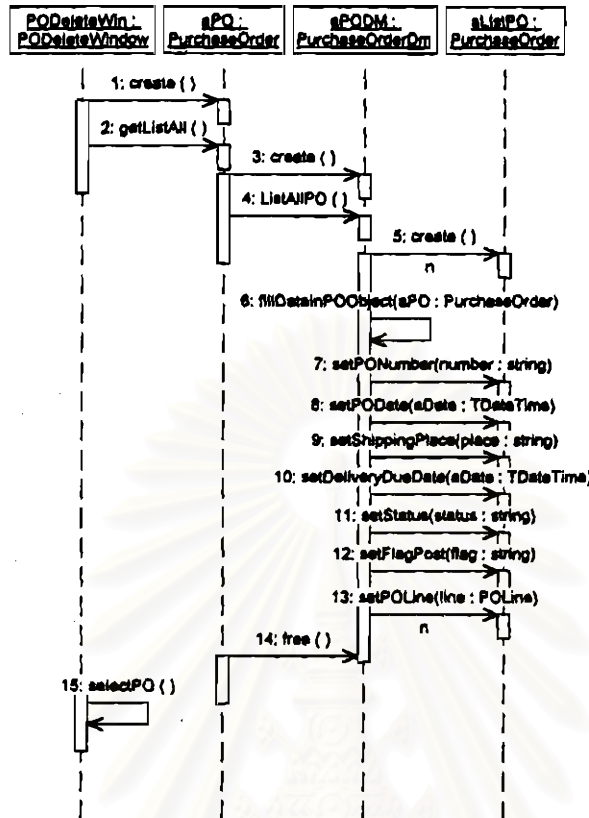 PODeleteWin :
PODeleteWindow
aPO :
PurchaseOrder
aPODM :
PurchaseOrderDm
aListPO :
PurchaseOrder
1: create ( )
2: getListAll ( )
3: create ( )
4: ListAllPO ( )
5: create ( )
n
6: fillDataInPOObject(aPO : PurchaseOrder)
7: setPONumber(number : string)
8: setPODate(aDate : TDateTime)
9: setShippingPlace(place : string)
10: setDeliveryDueDate(aDate : TDateTime)
11: setStatus(status : string)
12: setFlagPost(flag : string)
13: setPOLine(line : POLine)
n
14: free ( )
15: selectPO ( )